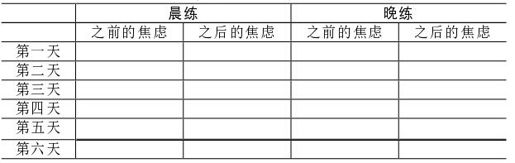 晨练 晚练
之前的焦虑 之后的焦虑 之前的焦虑 之后的焦虑
第一天
第二天
第三天
第四天
第五天
第六天